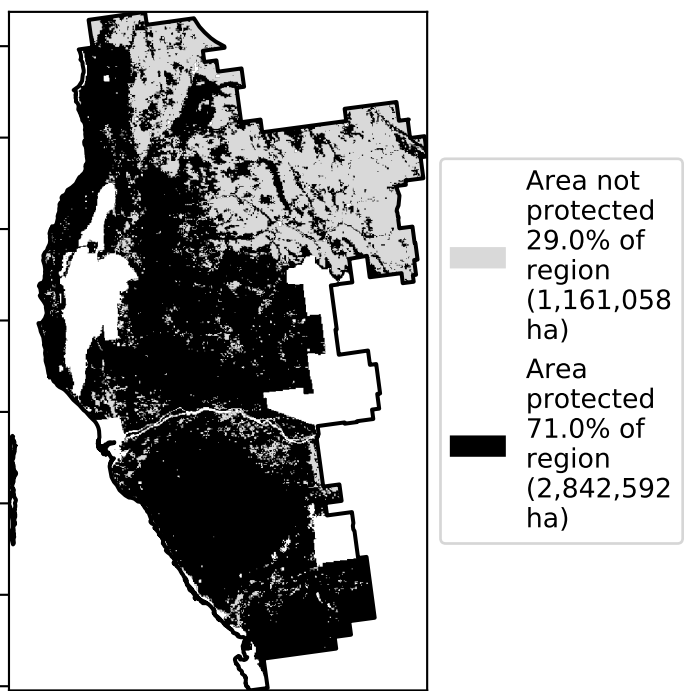 Area not
protected
29.0% of
region
(1,161,058
ha)
Area
protected
71.0% of
region
(2,842,592
ha)